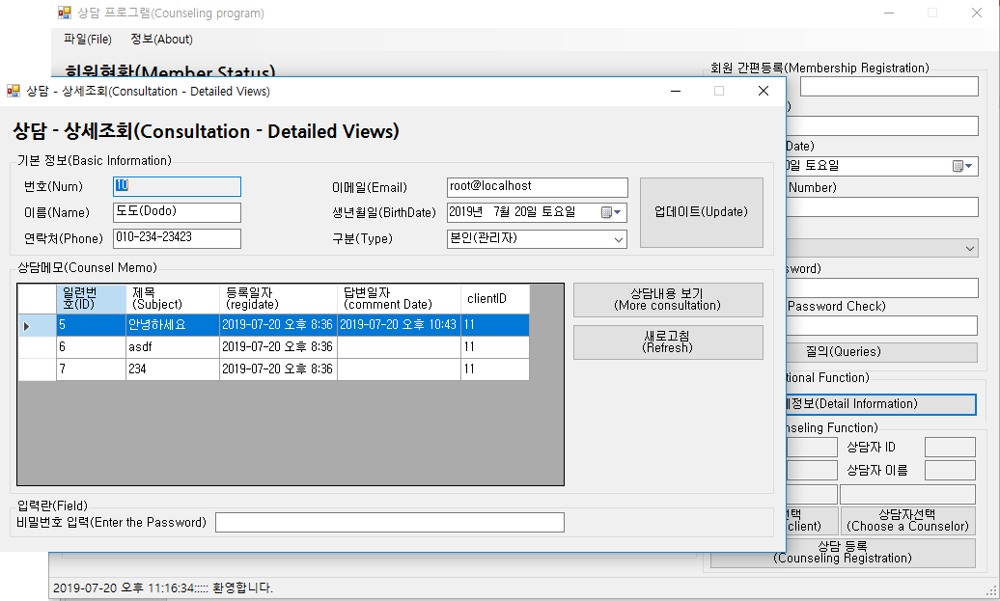 상담 프로그램(Counseling program)
파일(File) 정보(About)
회원현황(Member Status)
회원 간편등록(Membership Registration)
상담 - 상세조회(Consultation - Detailed Views)
상담 - 상세조회(Consultation - Detailed Views)
기본 정보(Basic Information)
번호(Num) 10
이메일(Email) root@localhost
이름(Name) 도도(Dodo)
생년월일(BirthDate) 2019년 7월 20일 토요일
연락처(Phone) 010-234-23423
구분(Type) 본인(관리자)
업데이트(Update)
상담메모(Counsel Memo)
일련번호(ID) 제목(Subject) 등록일자(regidate) 답변일자(comment Date) clientID
5 안녕하세요 2019-07-20 오후 8:36 2019-07-20 오후 10:43 11
6 asdf 2019-07-20 오후 8:36 11
7 234 2019-07-20 오후 8:36 11
상담내용 보기
(More consultation)
새로고침
(Refresh)
입력란(Field)
비밀번호 입력(Enter the Password)
)
Date)
일 토요일
Number)
sword)
Password Check)
질의(Queries)
tional Function)
정보(Detail Information)
nseling Function)
상담자 ID
상담자 이름
선택
client)
상담자선택
(Choose a Counselor)
상담 등록
(Counseling Registration)
2019-07-20 오후 11:16:34::::: 환영합니다.